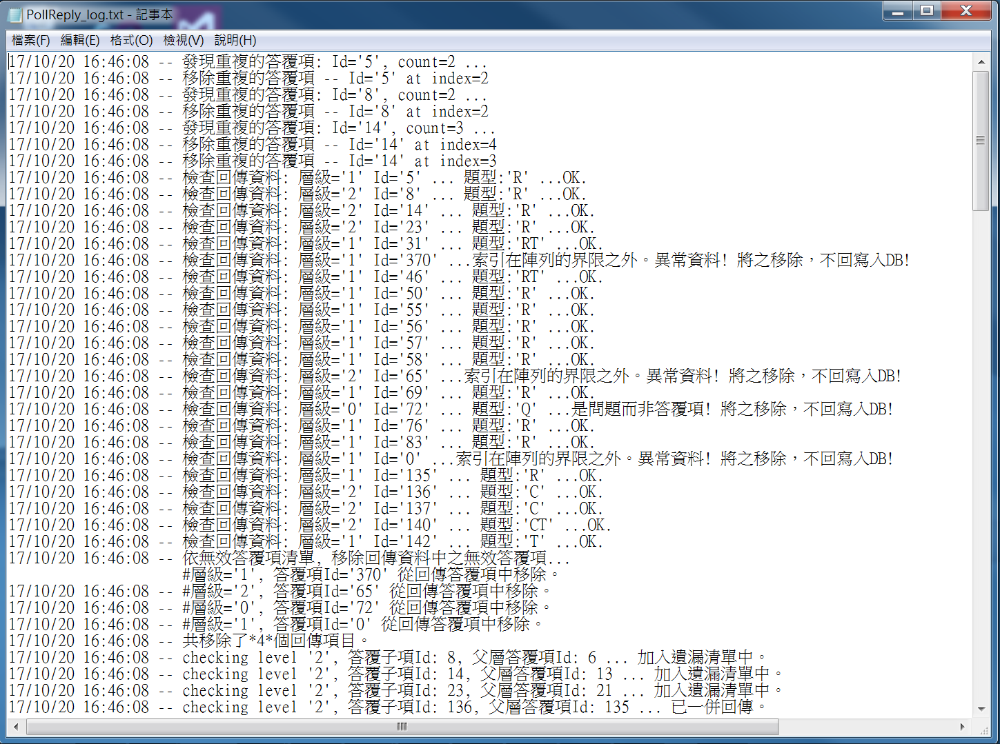 PollReply_log.txt - 記事本
檔案(F) 編輯(E) 格式(O) 檢視(V) 說明(H)
17/10/20 16:46:08 -- 發現重複的答覆項: Id='5', count=2 ...
17/10/20 16:46:08 -- 移除重複的答覆項 -- Id='5' at index=2
17/10/20 16:46:08 -- 發現重複的答覆項: Id='8', count=2 ...
17/10/20 16:46:08 -- 移除重複的答覆項 -- Id='8' at index=2
17/10/20 16:46:08 -- 發現重複的答覆項: Id='14', count=3 ...
17/10/20 16:46:08 -- 移除重複的答覆項 -- Id='14' at index=4
17/10/20 16:46:08 -- 移除重複的答覆項 -- Id='14' at index=3
17/10/20 16:46:08 -- 檢查回傳資料: 層級='1' Id='5' ... 題型:'R' ...OK.
17/10/20 16:46:08 -- 檢查回傳資料: 層級='2' Id='8' ... 題型:'R' ...OK.
17/10/20 16:46:08 -- 檢查回傳資料: 層級='2' Id='14' ... 題型:'R' ...OK.
17/10/20 16:46:08 -- 檢查回傳資料: 層級='2' Id='23' ... 題型:'R' ...OK.
17/10/20 16:46:08 -- 檢查回傳資料: 層級='1' Id='31' ... 題型:'RT' ...OK.
17/10/20 16:46:08 -- 檢查回傳資料: 層級='1' Id='370' ...索引在陣列的界限之外。異常資料! 將之移除，不回寫入DB!
17/10/20 16:46:08 -- 檢查回傳資料: 層級='1' Id='46' ... 題型:'RT' ...OK.
17/10/20 16:46:08 -- 檢查回傳資料: 層級='1' Id='50' ... 題型:'R' ...OK.
17/10/20 16:46:08 -- 檢查回傳資料: 層級='1' Id='55' ... 題型:'R' ...OK.
17/10/20 16:46:08 -- 檢查回傳資料: 層級='1' Id='56' ... 題型:'R' ...OK.
17/10/20 16:46:08 -- 檢查回傳資料: 層級='1' Id='57' ... 題型:'R' ...OK.
17/10/20 16:46:08 -- 檢查回傳資料: 層級='1' Id='58' ... 題型:'R' ...OK.
17/10/20 16:46:08 -- 檢查回傳資料: 層級='2' Id='65' ...索引在陣列的界限之外。異常資料! 將之移除，不回寫入DB!
17/10/20 16:46:08 -- 檢查回傳資料: 層級='1' Id='69' ... 題型:'R' ...OK.
17/10/20 16:46:08 -- 檢查回傳資料: 層級='0' Id='72' ... 題型:'Q' ...是問題而非答覆項! 將之移除，不回寫入DB!
17/10/20 16:46:08 -- 檢查回傳資料: 層級='1' Id='76' ... 題型:'R' ...OK.
17/10/20 16:46:08 -- 檢查回傳資料: 層級='1' Id='83' ... 題型:'R' ...OK.
17/10/20 16:46:08 -- 檢查回傳資料: 層級='1' Id='0' ...索引在陣列的界限之外。異常資料! 將之移除，不回寫入DB!
17/10/20 16:46:08 -- 檢查回傳資料: 層級='1' Id='135' ... 題型:'R' ...OK.
17/10/20 16:46:08 -- 檢查回傳資料: 層級='2' Id='136' ... 題型:'C' ...OK.
17/10/20 16:46:08 -- 檢查回傳資料: 層級='2' Id='137' ... 題型:'C' ...OK.
17/10/20 16:46:08 -- 檢查回傳資料: 層級='2' Id='140' ... 題型:'CT' ...OK.
17/10/20 16:46:08 -- 檢查回傳資料: 層級='1' Id='142' ... 題型:'T' ...OK.
17/10/20 16:46:08 -- 依無效答覆項清單, 移除回傳資料中之無效答覆項...
#層級='1', 答覆項Id='370' 從回傳答覆項中移除。
17/10/20 16:46:08 -- #層級='2', 答覆項Id='65' 從回傳答覆項中移除。
17/10/20 16:46:08 -- #層級='0', 答覆項Id='72' 從回傳答覆項中移除。
17/10/20 16:46:08 -- #層級='1', 答覆項Id='0' 從回傳答覆項中移除。
17/10/20 16:46:08 -- 共移除了*4*個回傳項目。
17/10/20 16:46:08 -- checking level '2', 答覆子項Id: 8, 父層答覆項Id: 6 ... 加入遺漏清單中。
17/10/20 16:46:08 -- checking level '2', 答覆子項Id: 14, 父層答覆項Id: 13 ... 加入遺漏清單中。
17/10/20 16:46:08 -- checking level '2', 答覆子項Id: 23, 父層答覆項Id: 21 ... 加入遺漏清單中。
17/10/20 16:46:08 -- checking level '2', 答覆子項Id: 136, 父層答覆項Id: 135 ... 已一併回傳。